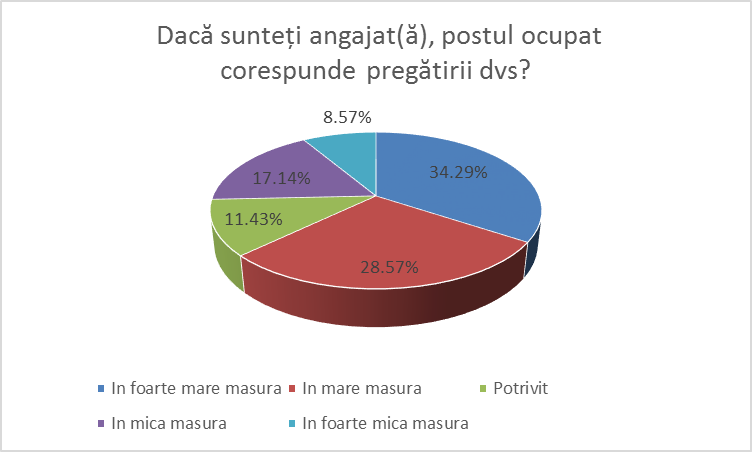 Dacă sunteți angajat(ă), postul ocupat
corespunde pregătirii dvs?
8.57%
34.29%
17.14%
11.43%
28.57%
In foarte mare masura
In mare masura
Potrivit
In mica masura
In foarte mica masura